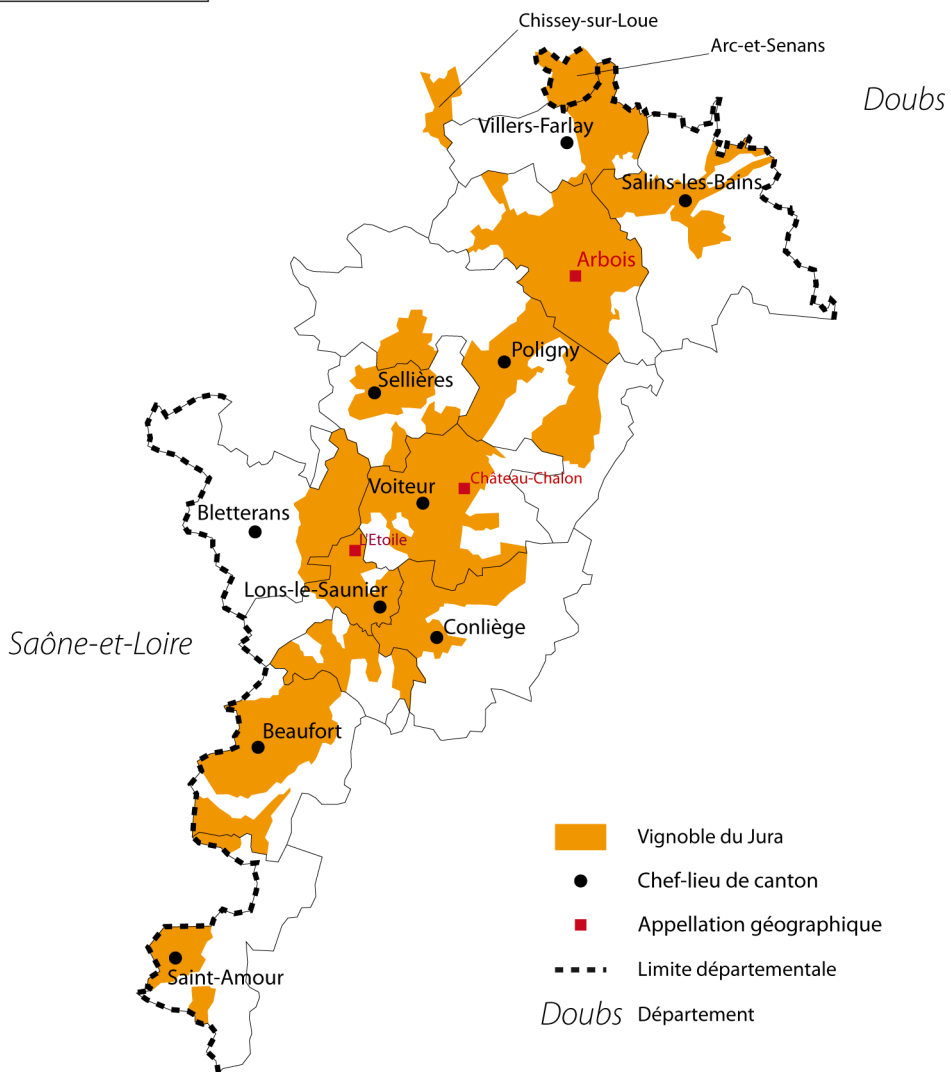 Chissey-sur-Loue
Arc-et-Senans
Doubs
Villers-Farlay
Salins-les-Bains
Arbois
Poligny
Sellières
Château-Chalon
Voiteur
Bletterans
L'Etoile
Lons-le-Saunier
Conliège
Saône-et-Loire
Beaufort
Vignoble du Jura
Chef-lieu de canton
Appellation géographique
Limite départementale
Saint-Amour
Doubs Département